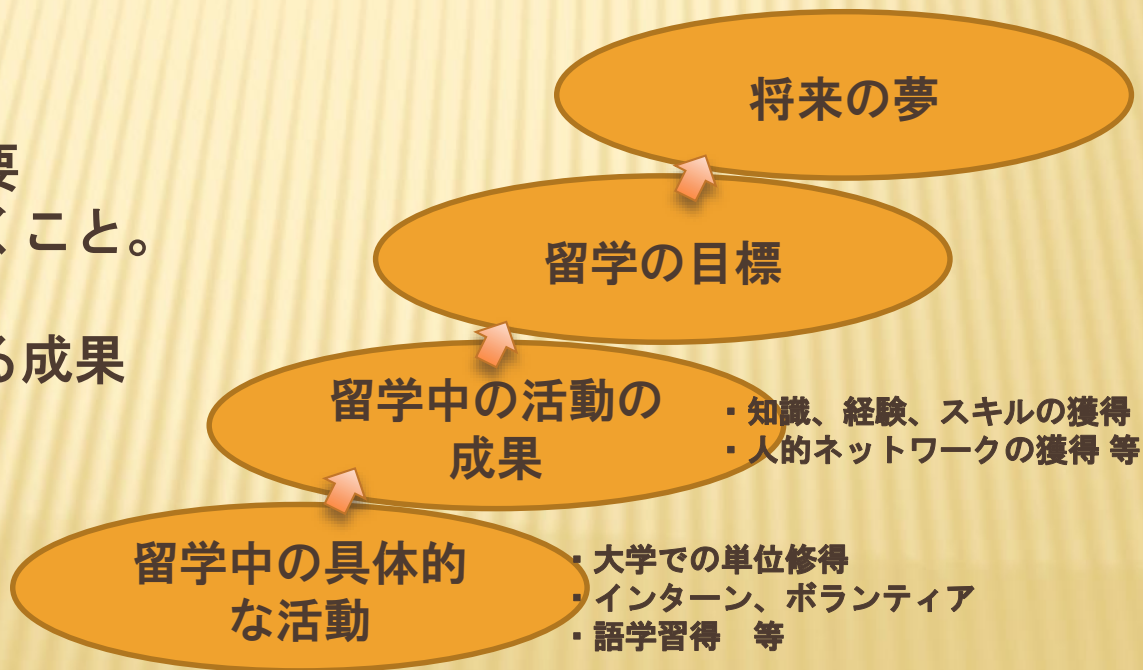 将来の夢
要
くこと。
留学の目標
る成果
留学中の活動の
成果
・知識、経験、スキルの獲得
・人的ネットワークの獲得 等
留学中の具体的
な活動
・大学での単位修得
・インターン、ボランティア
・語学習得　等